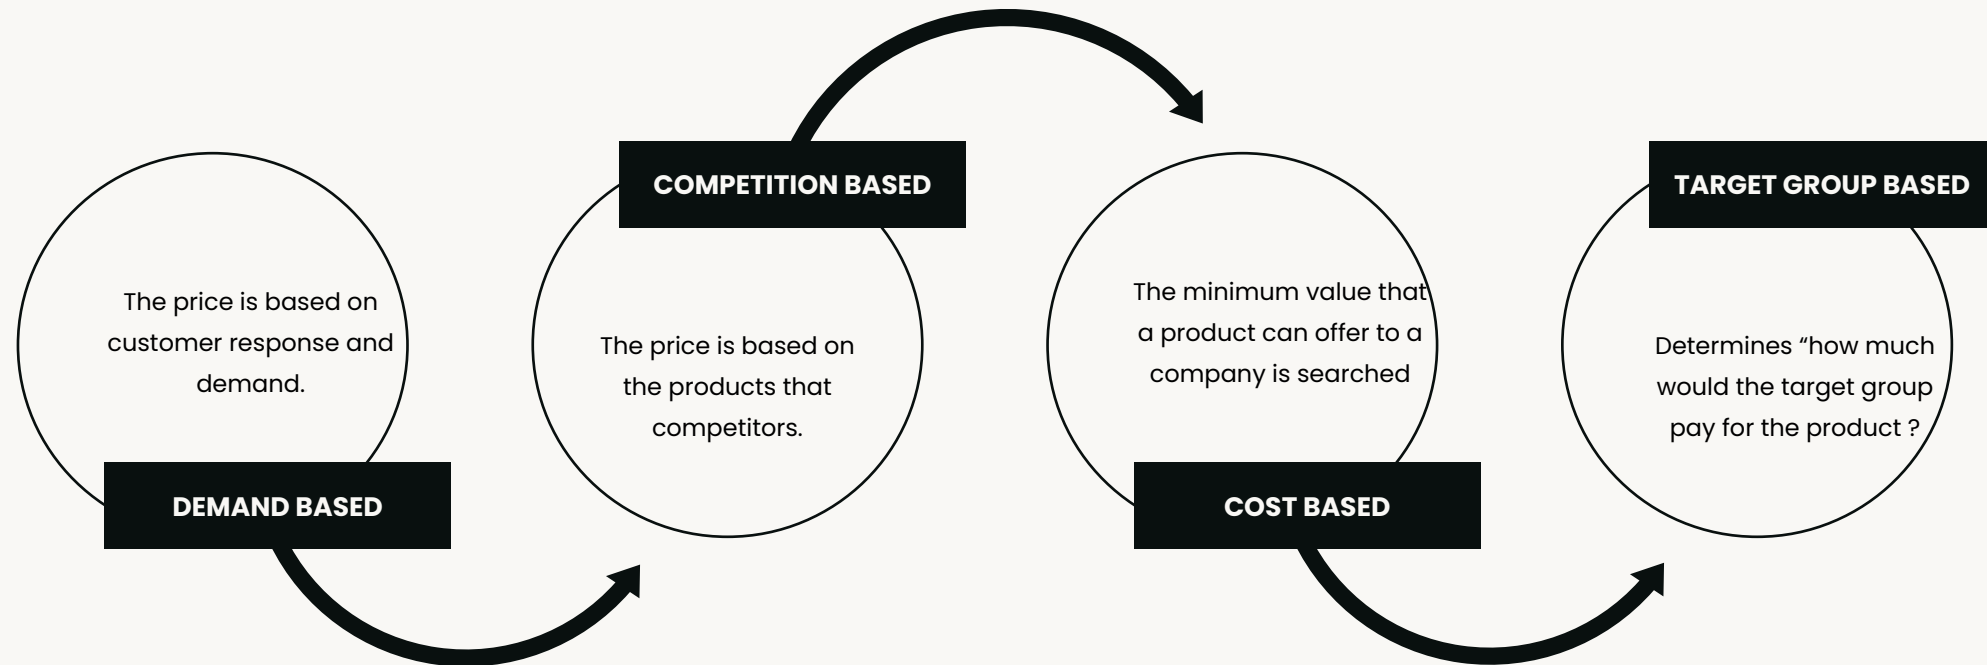 The price is based on
customer response and
demand.
DEMAND BASED
COMPETITION BASED
The price is based on
the products that
competitors.
The minimum value that
a product can offer to a
company is searched
COST BASED
TARGET GROUP BASED
Determines “how much
would the target group
pay for the product ?